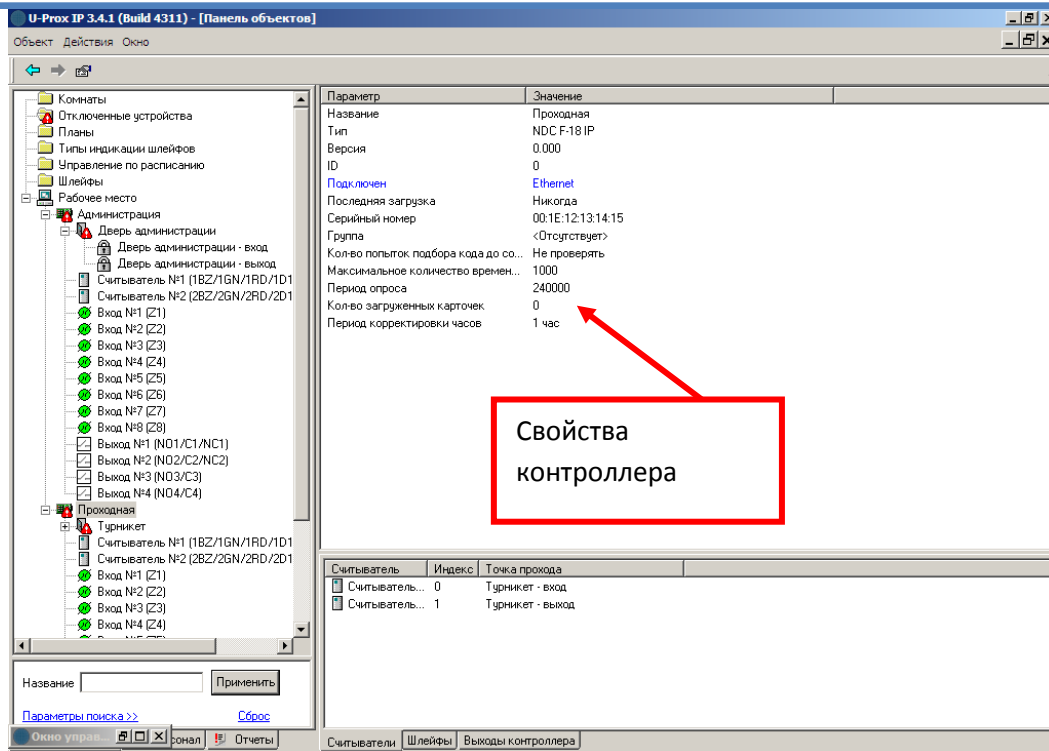 U-Prox IP 3.4.1 (Build 4311) - [Панель объектов]
Объект Действия Окно
Комнаты
Отключенные устройства
Планы
Типы индикации шлейфов
Управление по расписанию
Шлейфы
Рабочее место
Администрация
Дверь администрации
Дверь администрации - вход
Дверь администрации - выход
Считыватель №1 (1BZ/1GN/1RD/1D1
Считыватель №2 (2BZ/2GN/2RD/2D1
Вход №1 (Z1)
Вход №2 (Z2)
Вход №3 (Z3)
Вход №4 (Z4)
Вход №5 (Z5)
Вход №6 (Z6)
Вход №7 (Z7)
Вход №8 (Z8)
Выход №1 (NO1/C1/NC1)
Выход №2 (NO2/C2/NC2)
Выход №3 (NO3/C3)
Выход №4 (NO4/C4)
Проходная
Турникет
Считыватель №1 (1BZ/1GN/1RD/1D1
Считыватель №2 (2BZ/2GN/2RD/2D1
Вход №1 (Z1)
Вход №2 (Z2)
Вход №3 (Z3)
Вход №4 (Z4)
Название Применить
Параметры поиска >> Сброс
Окно управ... сонал Отчеты
Параметр Значение
Название Проходная
Тип NDC F-18 IP
Версия 0.000
ID 0
Подключен Ethernet
Последняя загрузка Никогда
Серийный номер 00:1E:12:13:14:15
Группа <Отсутствует>
Кол-во попыток подбора кода до со... Не проверять
Максимальное количество времен... 1000
Период опроса 240000
Кол-во загруженных карточек 0
Период корректировки часов 1 час
Свойства
контроллера
Считыватель Индекс Точка прохода
Считыватель... 0 Турникет - вход
Считыватель... 1 Турникет - выход
Считыватели Шлейфы Выходы контроллера